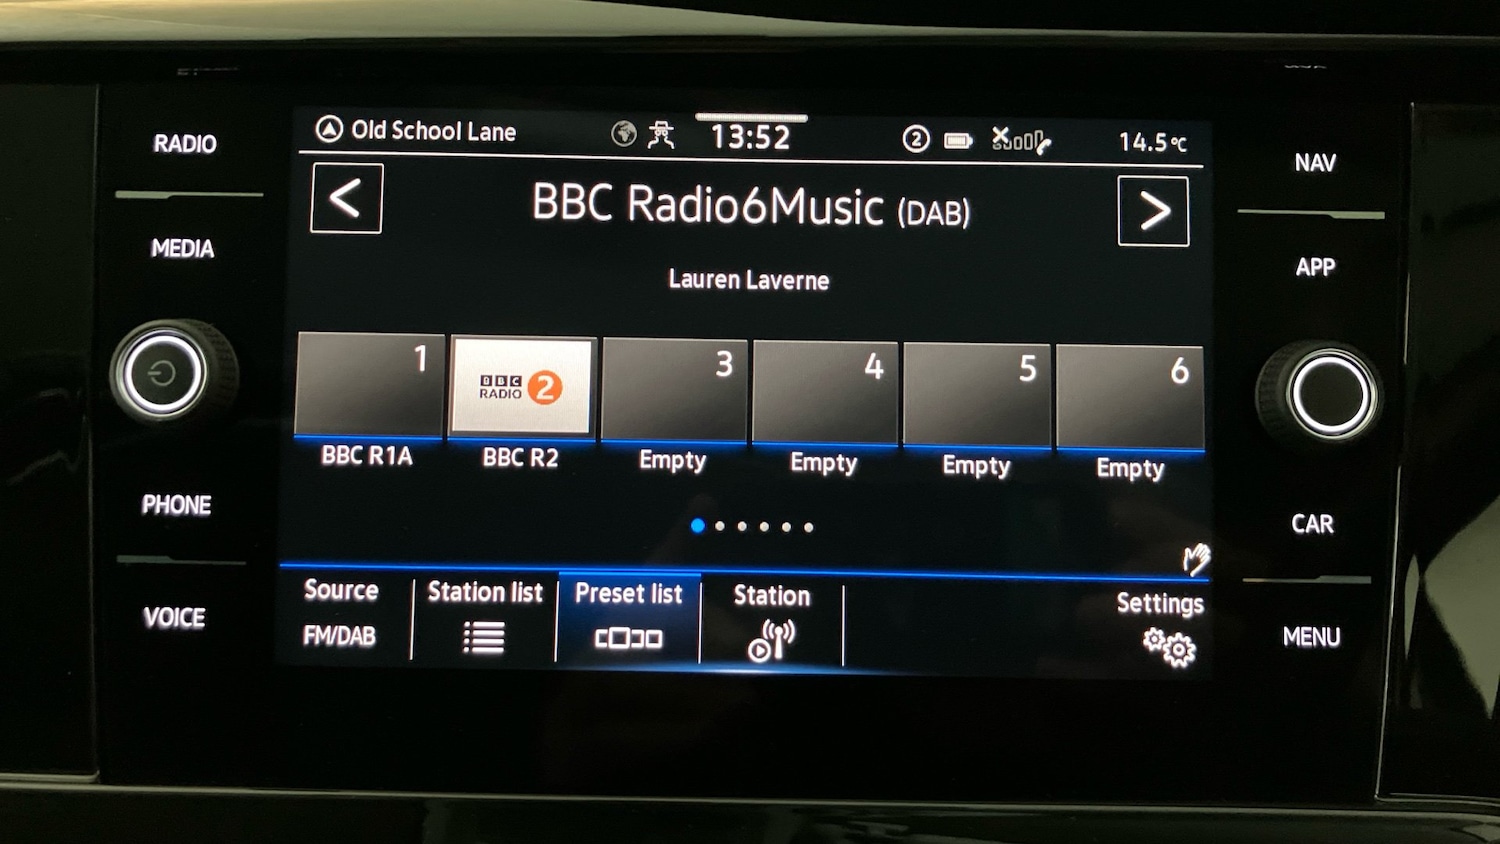 RADIO
MEDIA
PHONE
VOICE
Old School Lane
13:52
2
14.5°C
<
BBC Radio6Music (DAB)
>
Lauren Laverne
1
BBC RADIO 2
3
4
5
6
BBC R1A
BBC R2
Empty
Empty
Empty
Empty
Source
FM/DAB
Station list
Preset list
Station
Settings
NAV
APP
CAR
MENU